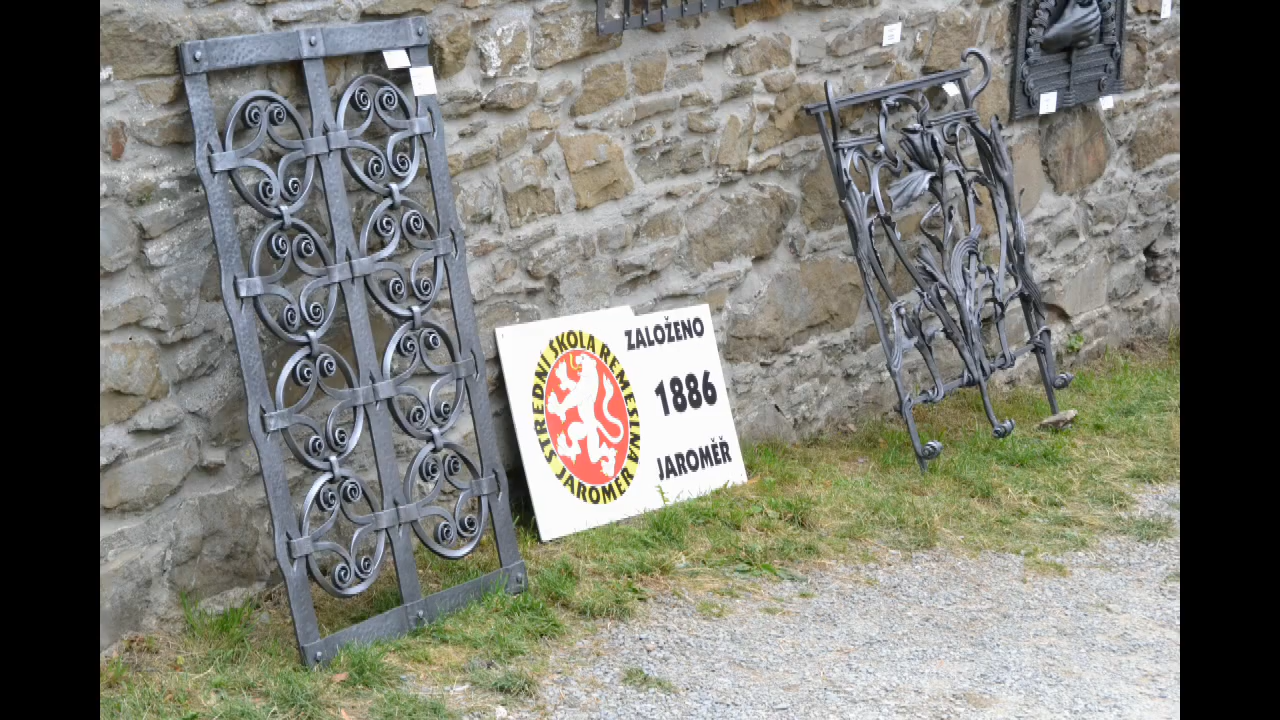 STŘEDNÍ ŠKOLA ŘEMESLNÁ
JAROMĚŘ
ZALOŽENO
1886
JAROMĚŘ